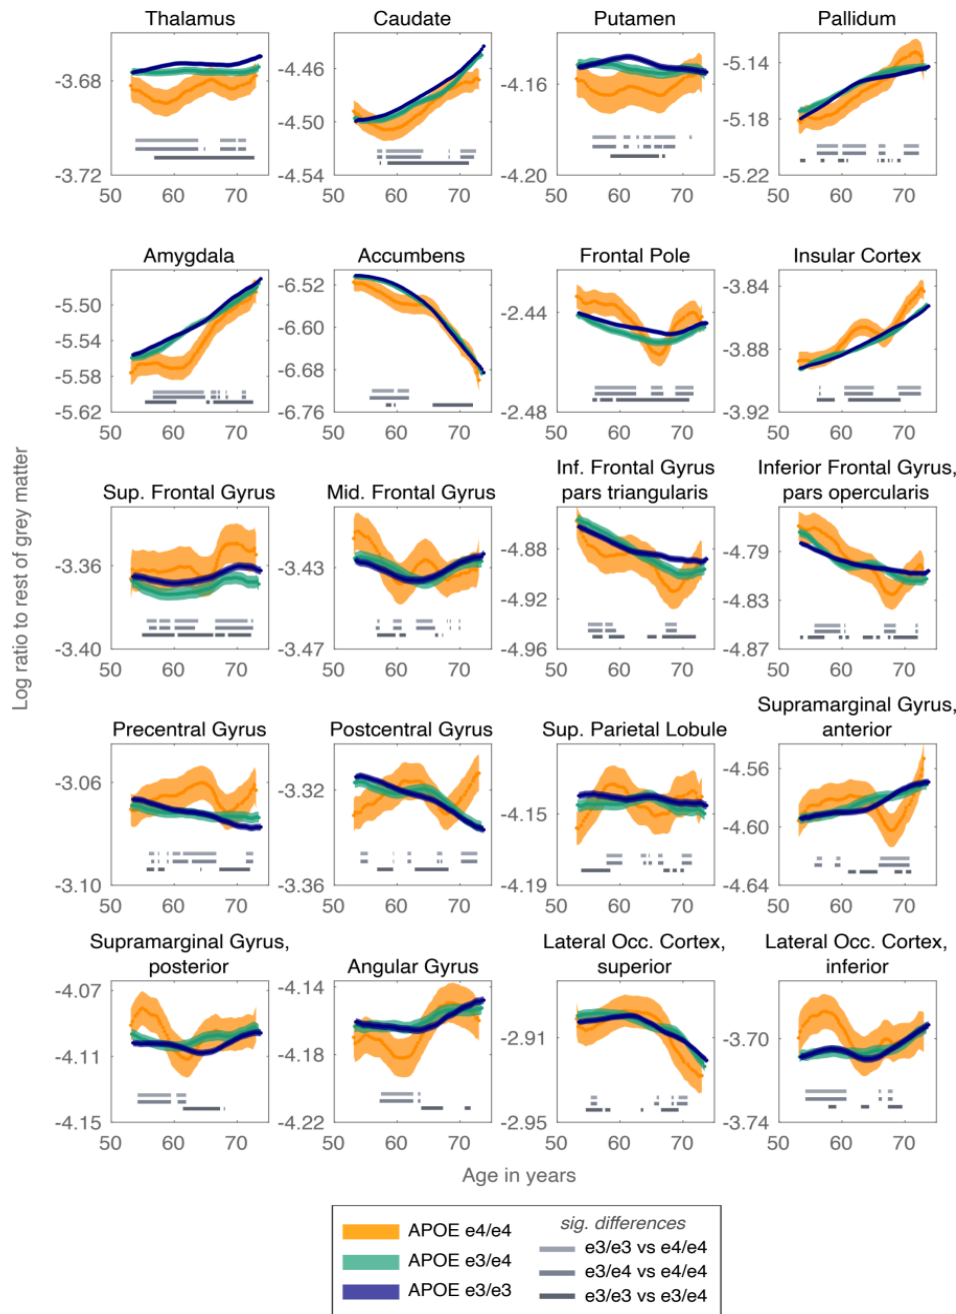 Thalamus Caudate Putamen Pallidum
-3.68
-3.72
50 60 70
-4.46
-4.50
-4.54
50 60 70
-4.16
-4.20
50 60 70
-5.14
-5.18
-5.22
50 60 70
Amygdala Accumbens Frontal Pole Insular Cortex
-5.50
-5.54
-5.58
-5.62
50 60 70
-6.52
-6.60
-6.68
-6.76
50 60 70
-2.44
-2.48
50 60 70
-3.84
-3.88
-3.92
50 60 70
Log ratio to rest of grey matter
Sup. Frontal Gyrus
Mid. Frontal Gyrus
Inf. Frontal Gyrus
pars triangularis
Inferior Frontal Gyrus,
pars opercularis
-3.36
-3.40
50 60 70
-3.43
-3.47
50 60 70
-4.88
-4.92
-4.96
50 60 70
-4.79
-4.83
-4.87
50 60 70
Precentral Gyrus
Postcentral Gyrus
Sup. Parietal Lobule
Supramarginal Gyrus,
anterior
-3.06
-3.10
50 60 70
-3.32
-3.36
50 60 70
-4.15
-4.19
50 60 70
-4.56
-4.60
-4.64
50 60 70
Supramarginal Gyrus,
posterior
Angular Gyrus
Lateral Occ. Cortex,
superior
Lateral Occ. Cortex,
inferior
-4.07
-4.11
-4.15
50 60 70
-4.14
-4.18
-4.22
50 60 70
-2.91
-2.95
50 60 70
-3.70
-3.74
50 60 70
Age in years
APOE e4/e4
APOE e3/e4
APOE e3/e3
sig. differences
e3/e3 vs e4/e4
e3/e4 vs e4/e4
e3/e3 vs e3/e4